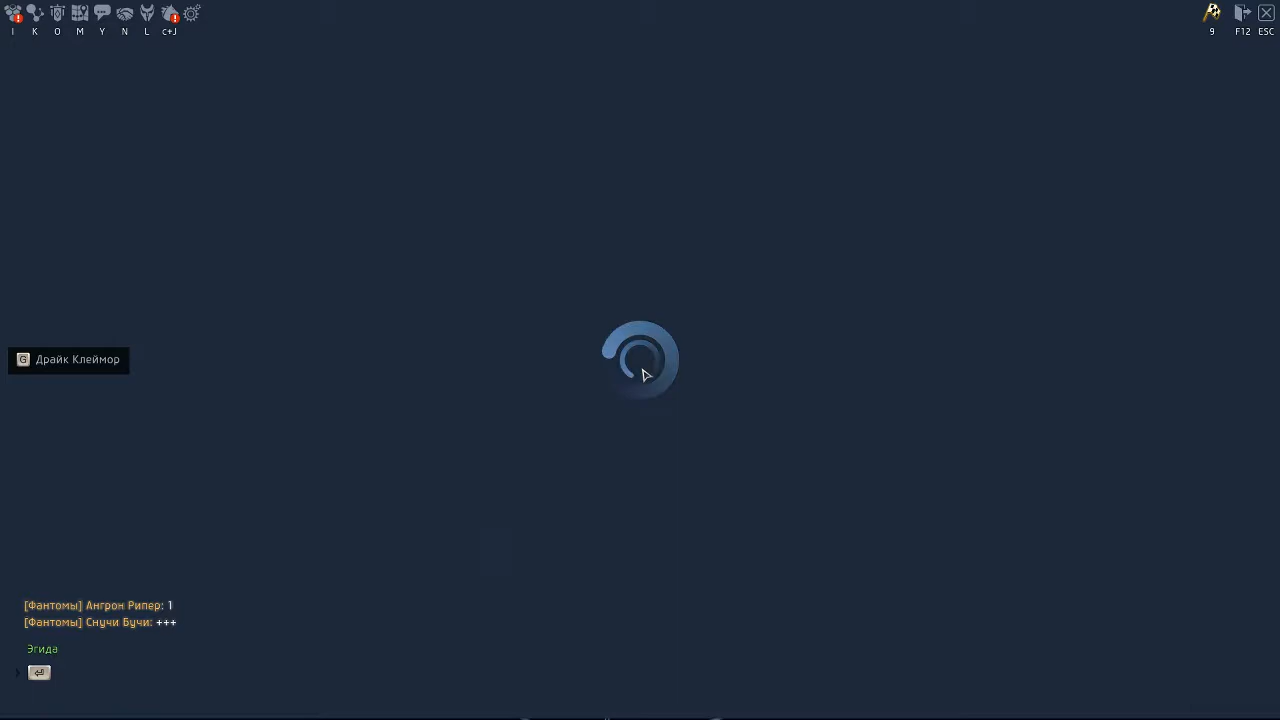 I K O M Y N L c+J
9 F12 ESC
G Драйк Клеймор
[Фантомы] Ангрон Рипер: 1
[Фантомы] Снучи Бучи: +++
Эгида